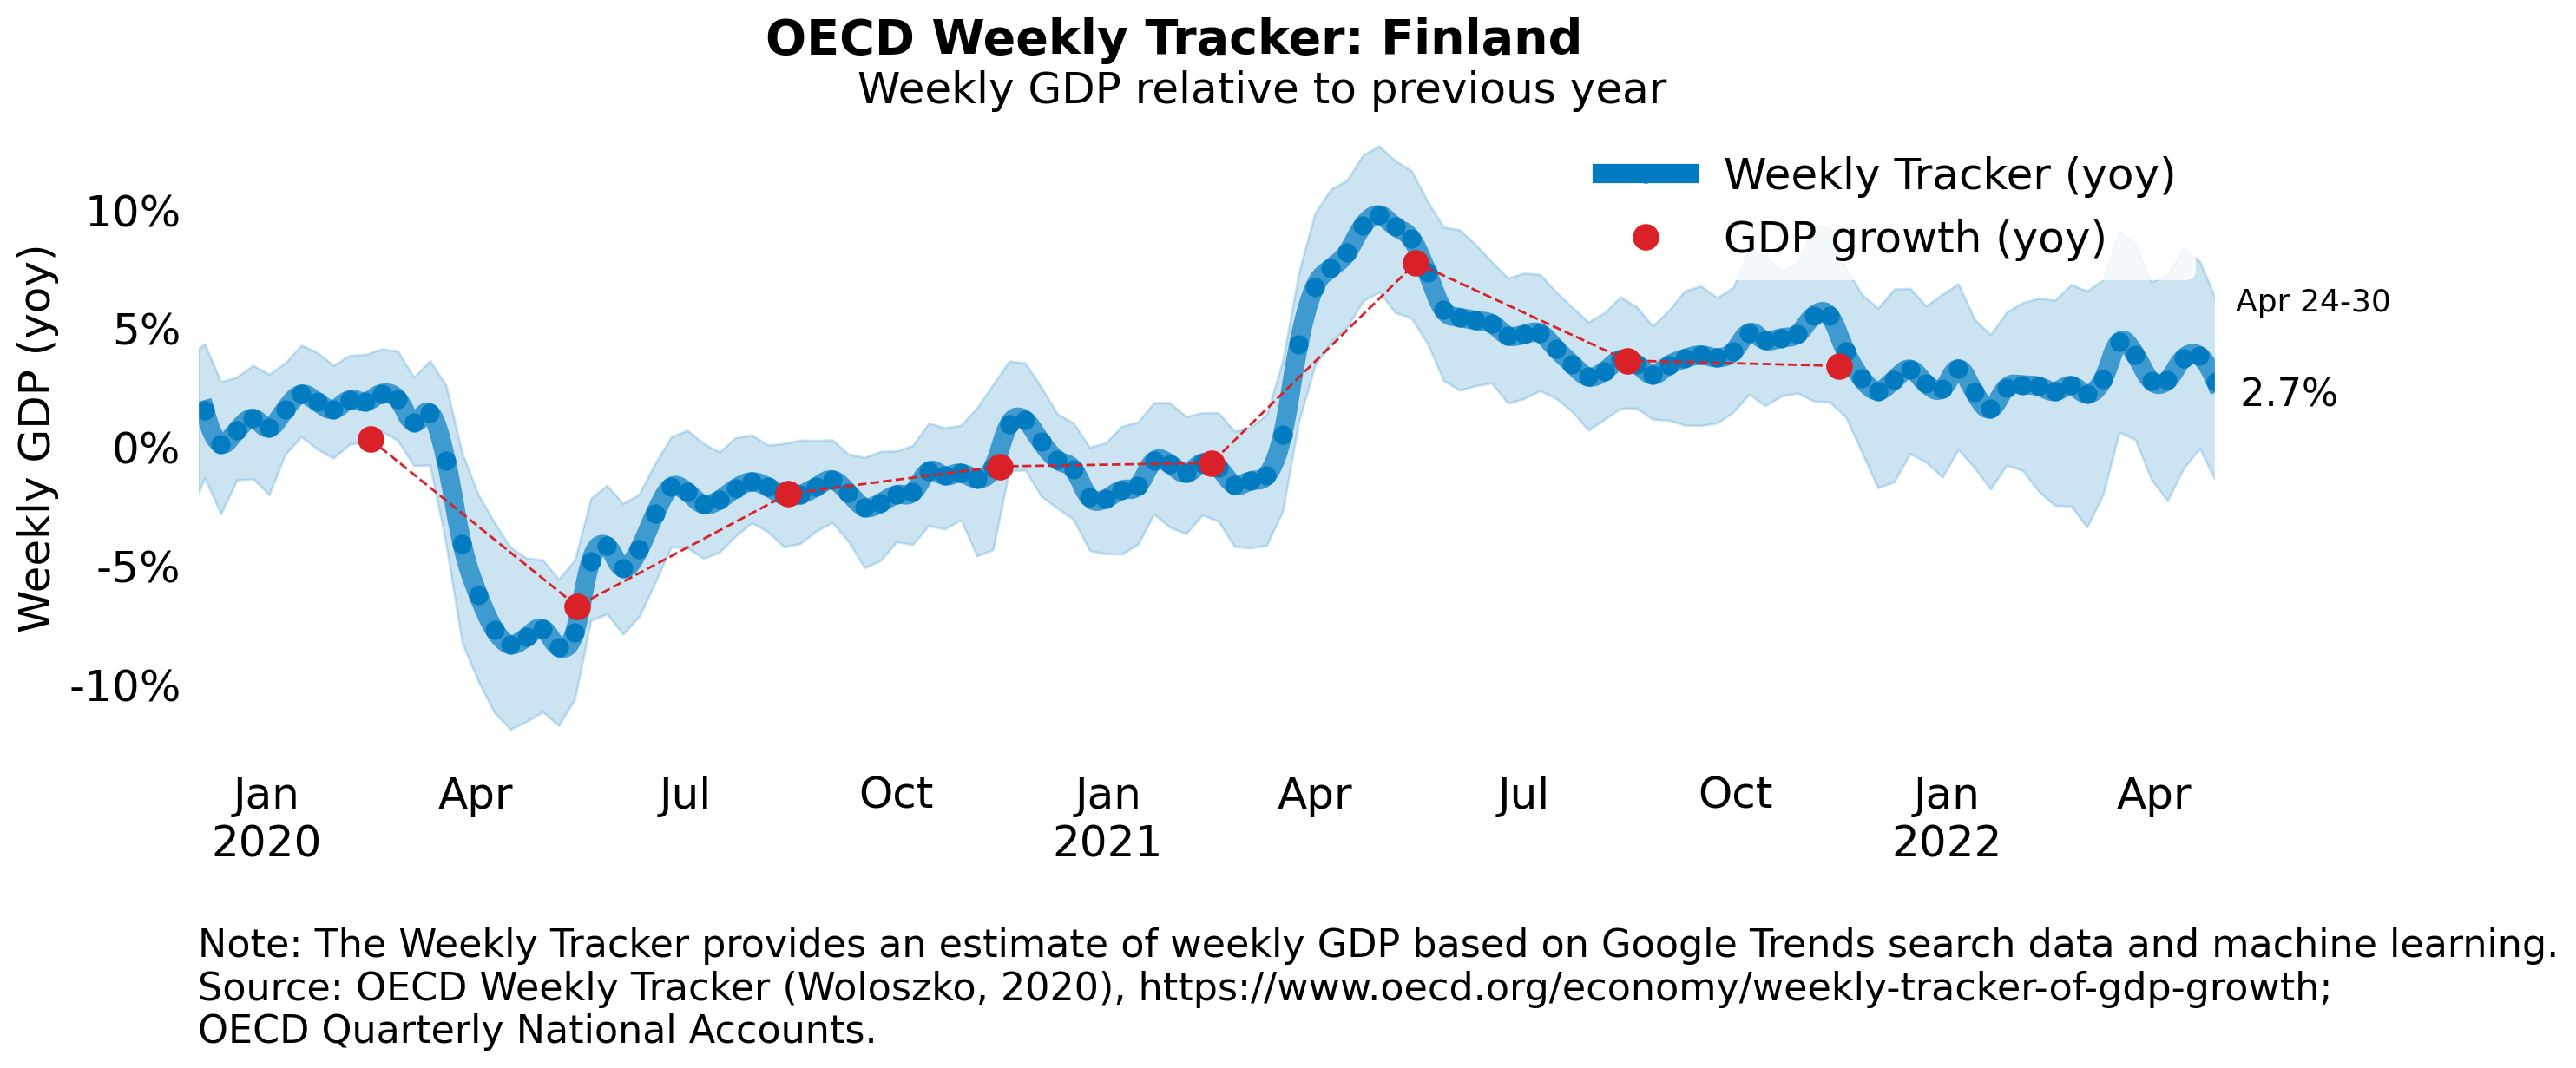 OECD Weekly Tracker: Finland
Weekly GDP relative to previous year
Weekly Tracker (yoy)
GDP growth (yoy)
Weekly GDP (yoy)
10%
5%
0%
-5%
-10%
Apr 24-30
2.7%
Jan Apr Jul Oct Jan Apr Jul Oct Jan Apr
2020 2021 2022
Note: The Weekly Tracker provides an estimate of weekly GDP based on Google Trends search data and machine learning.
Source: OECD Weekly Tracker (Woloszko, 2020), https://www.oecd.org/economy/weekly-tracker-of-gdp-growth;
OECD Quarterly National Accounts.